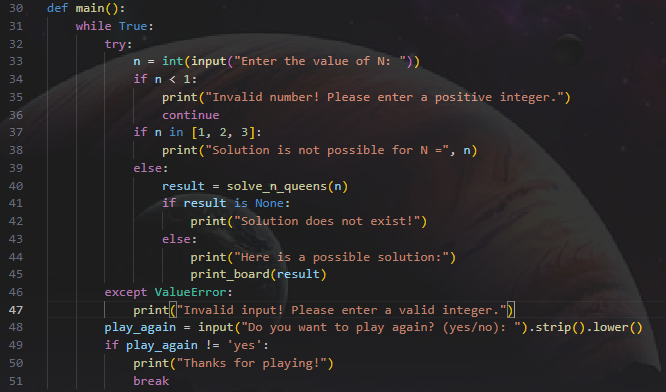 30 def main():
31     while True:
32         try:
33             n = int(input("Enter the value of N: "))
34             if n < 1:
35                 print("Invalid number! Please enter a positive integer.")
36                 continue
37             if n in [1, 2, 3]:
38                 print("Solution is not possible for N =", n)
39             else:
40                 result = solve_n_queens(n)
41                 if result is None:
42                     print("Solution does not exist!")
43                 else:
44                     print("Here is a possible solution:")
45                     print_board(result)
46         except ValueError:
47             print("Invalid input! Please enter a valid integer.")
48         play_again = input("Do you want to play again? (yes/no): ").strip().lower()
49         if play_again != 'yes':
50             print("Thanks for playing!")
51             break